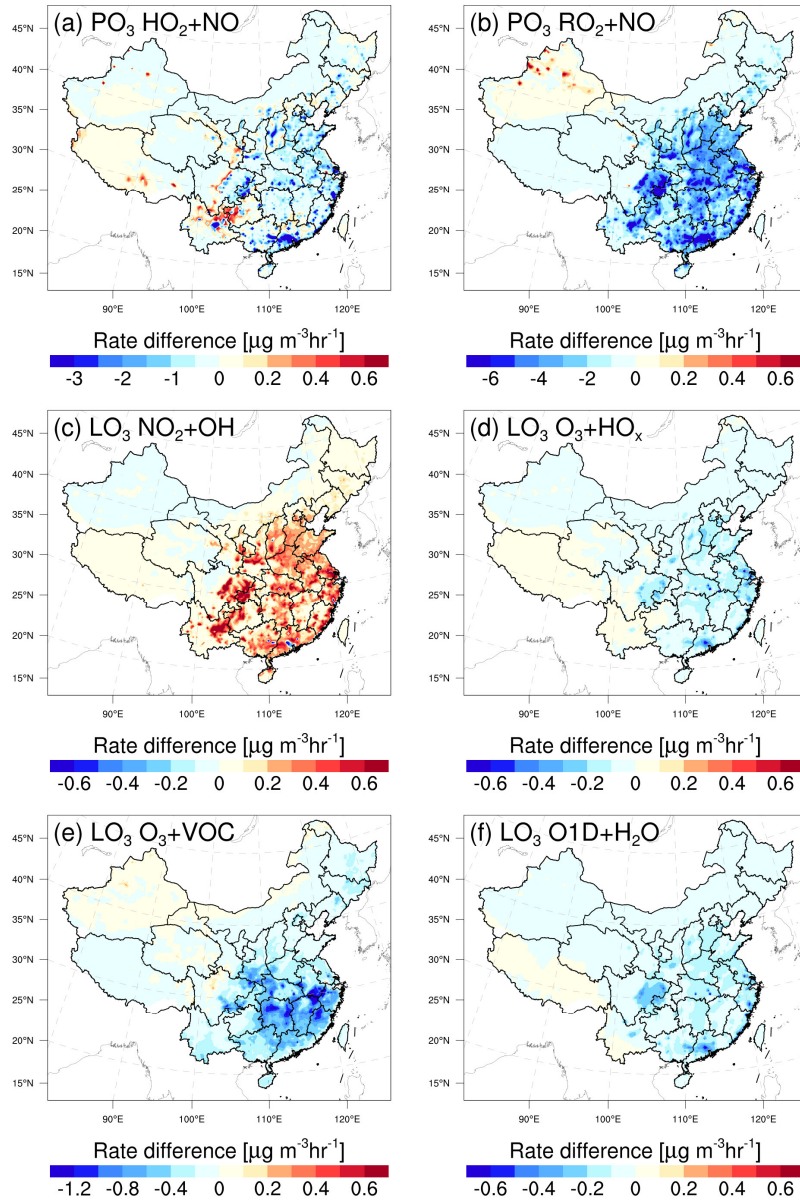 (a) PO₃ HO₂+NO
(b) PO₃ RO₂+NO
45°N
40°N
35°N
30°N
25°N
20°N
15°N
90°E 100°E 110°E 120°E
45°N
40°N
35°N
30°N
25°N
20°N
15°N
90°E 100°E 110°E 120°E
Rate difference [μg m⁻³hr⁻¹]
-3 -2 -1 0 0.2 0.4 0.6
Rate difference [μg m⁻³hr⁻¹]
-6 -4 -2 0 0.2 0.4 0.6
(c) LO₃ NO₂+OH
(d) LO₃ O₃+HOₓ
45°N
40°N
35°N
30°N
25°N
20°N
15°N
90°E 100°E 110°E 120°E
45°N
40°N
35°N
30°N
25°N
20°N
15°N
90°E 100°E 110°E 120°E
Rate difference [μg m⁻³hr⁻¹]
-0.6 -0.4 -0.2 0 0.2 0.4 0.6
Rate difference [μg m⁻³hr⁻¹]
-0.6 -0.4 -0.2 0 0.2 0.4 0.6
(e) LO₃ O₃+VOC
(f) LO₃ O1D+H₂O
45°N
40°N
35°N
30°N
25°N
20°N
15°N
90°E 100°E 110°E 120°E
45°N
40°N
35°N
30°N
25°N
20°N
15°N
90°E 100°E 110°E 120°E
Rate difference [μg m⁻³hr⁻¹]
-1.2 -0.8 -0.4 0 0.2 0.4 0.6
Rate difference [μg m⁻³hr⁻¹]
-0.6 -0.4 -0.2 0 0.2 0.4 0.6